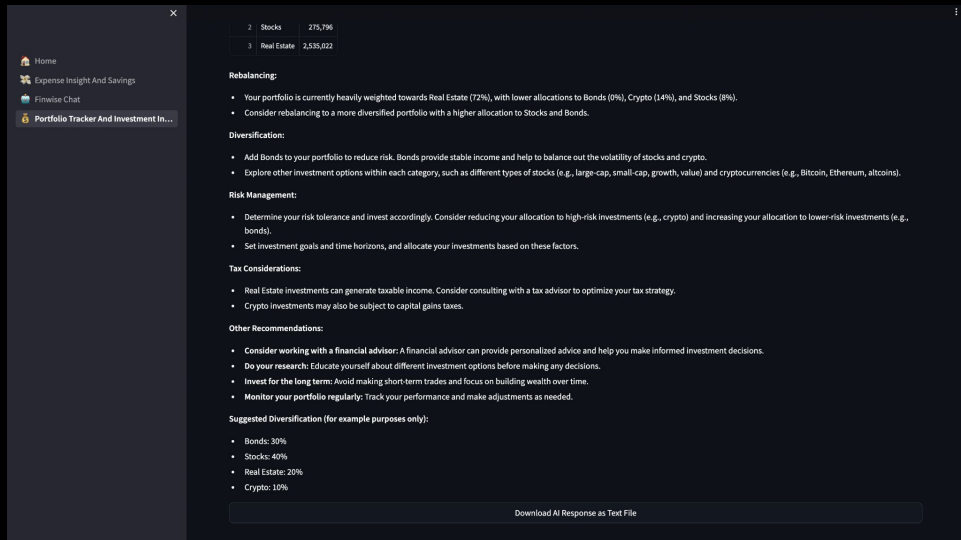 Home
Expense Insight And Savings
Finwise Chat
Portfolio Tracker And Investment In...
2 Stocks 275,796
3 Real Estate 2,535,022
Rebalancing:
• Your portfolio is currently heavily weighted towards Real Estate (72%), with lower allocations to Bonds (0%), Crypto (14%), and Stocks (8%).
• Consider rebalancing to a more diversified portfolio with a higher allocation to Stocks and Bonds.
Diversification:
• Add Bonds to your portfolio to reduce risk. Bonds provide stable income and help to balance out the volatility of stocks and crypto.
• Explore other investment options within each category, such as different types of stocks (e.g., large-cap, small-cap, growth, value) and cryptocurrencies (e.g., Bitcoin, Ethereum, altcoins).
Risk Management:
• Determine your risk tolerance and invest accordingly. Consider reducing your allocation to high-risk investments (e.g., crypto) and increasing your allocation to lower-risk investments (e.g.,
bonds).
• Set investment goals and time horizons, and allocate your investments based on these factors.
Tax Considerations:
• Real Estate investments can generate taxable income. Consider consulting with a tax advisor to optimize your tax strategy.
• Crypto investments may also be subject to capital gains taxes.
Other Recommendations:
• Consider working with a financial advisor: A financial advisor can provide personalized advice and help you make informed investment decisions.
• Do your research: Educate yourself about different investment options before making any decisions.
• Invest for the long term: Avoid making short-term trades and focus on building wealth over time.
• Monitor your portfolio regularly: Track your performance and make adjustments as needed.
Suggested Diversification (for example purposes only):
• Bonds: 30%
• Stocks: 40%
• Real Estate: 20%
• Crypto: 10%
Download AI Response as Text File